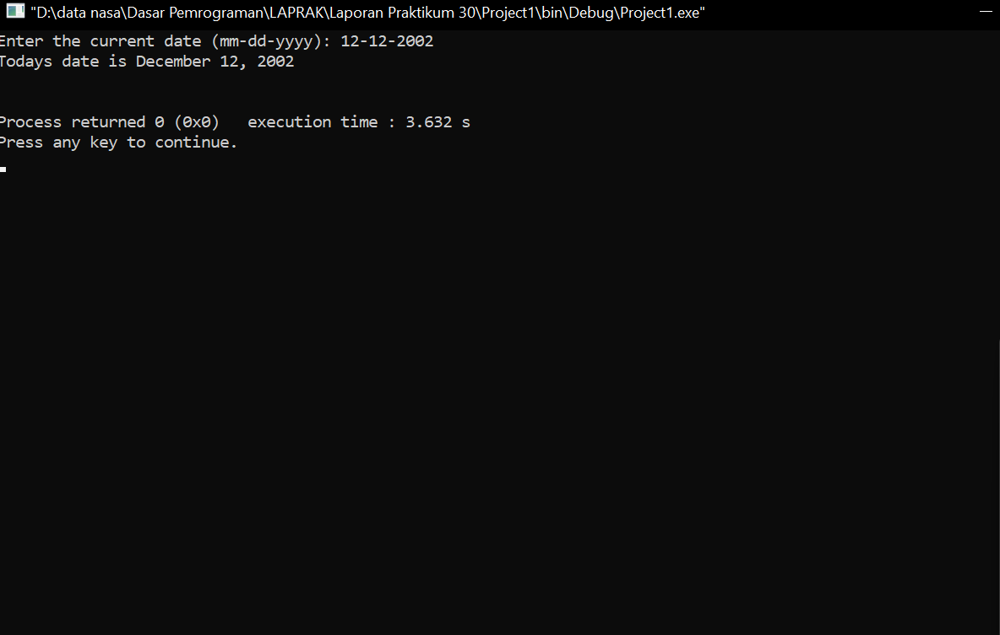 "D:\data nasa\Dasar Pemrograman\LAPRAK\Laporan Praktikum 30\Project1\bin\Debug\Project1.exe"
Enter the current date (mm-dd-yyyy): 12-12-2002
Todays date is December 12, 2002
Process returned 0 (0x0)   execution time : 3.632 s
Press any key to continue.